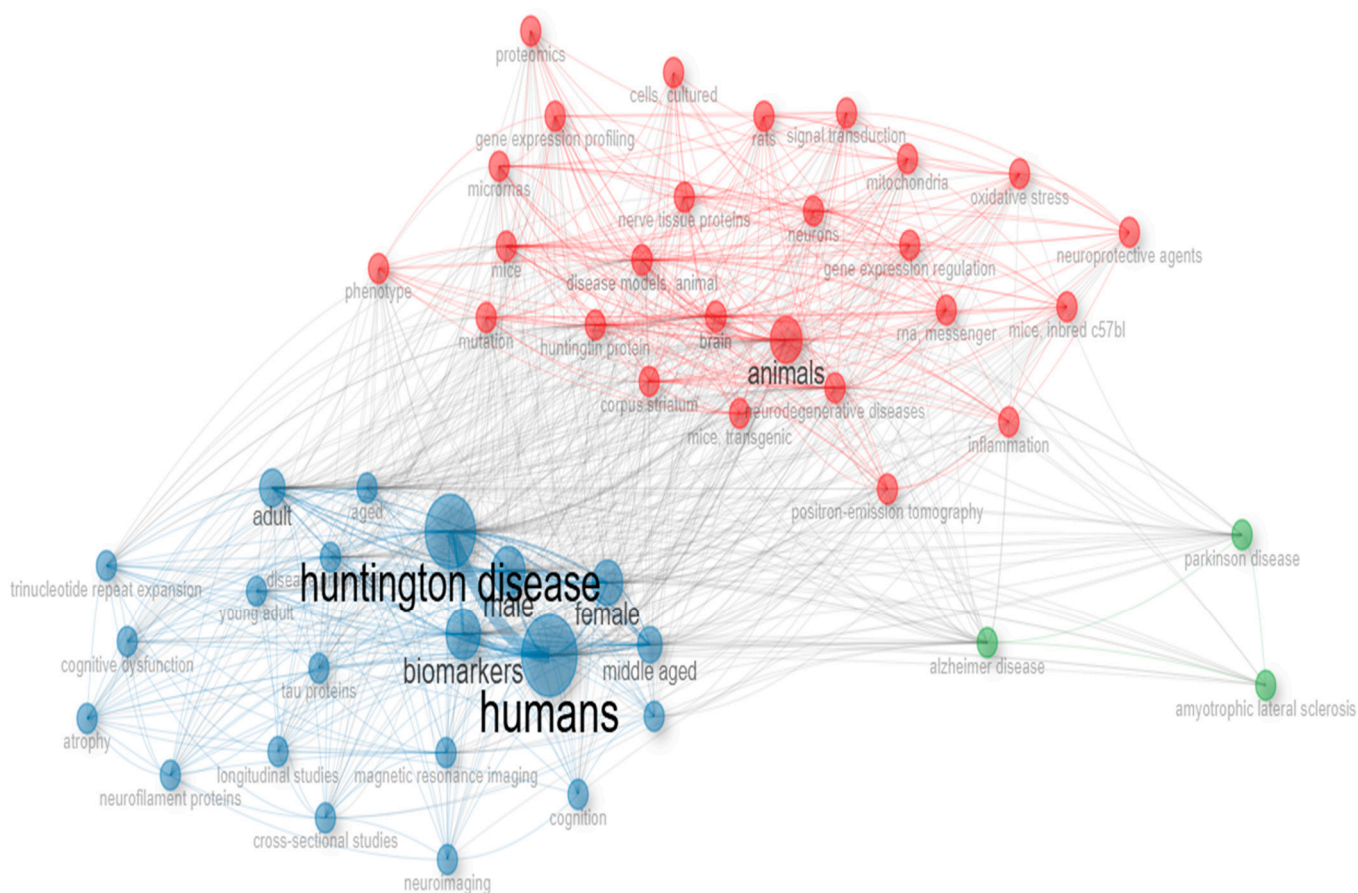 proteomics
cells, cultured
gene expression profiling
rats
signal transduction
micrornas
mitochondria
oxidative stress
nerve tissue proteins
neurons
mice
disease models, animal
gene expression regulation
neuroprotective agents
phenotype
mutation
huntingtin protein
brain
rna, messenger
mice, inbred c57bl
animals
corpus striatum
neurodegenerative diseases
mice, transgenic
inflammation
positron-emission tomography
adult
aged
parkinson disease
trinucleotide repeat expansion
huntington disease
young adult
male
female
cognitive dysfunction
biomarkers
middle aged
alzheimer disease
tau proteins
humans
amyotrophic lateral sclerosis
atrophy
longitudinal studies
magnetic resonance imaging
neurofilament proteins
cognition
cross-sectional studies
neuroimaging